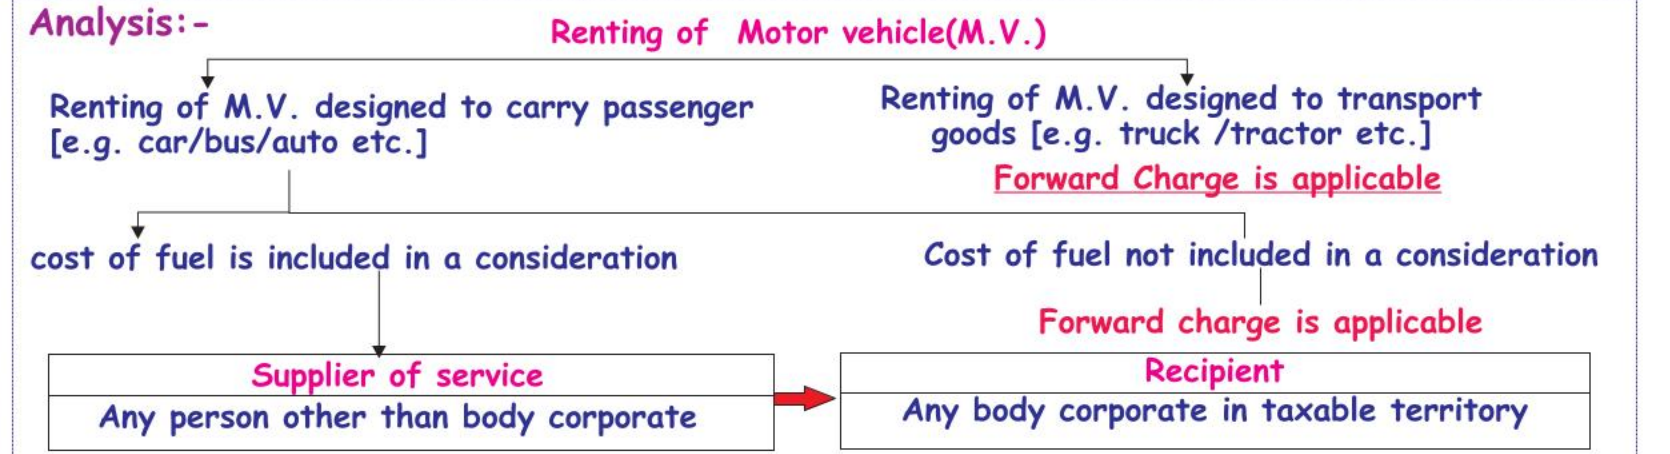 Analysis:-
Renting of Motor vehicle(M.V.)
Renting of M.V. designed to carry passenger
[e.g. car/bus/auto etc.]
Renting of M.V. designed to transport
goods [e.g. truck /tractor etc.]
Forward Charge is applicable
cost of fuel is included in a consideration
Cost of fuel not included in a consideration
Forward charge is applicable
Supplier of service
Any person other than body corporate
Recipient
Any body corporate in taxable territory